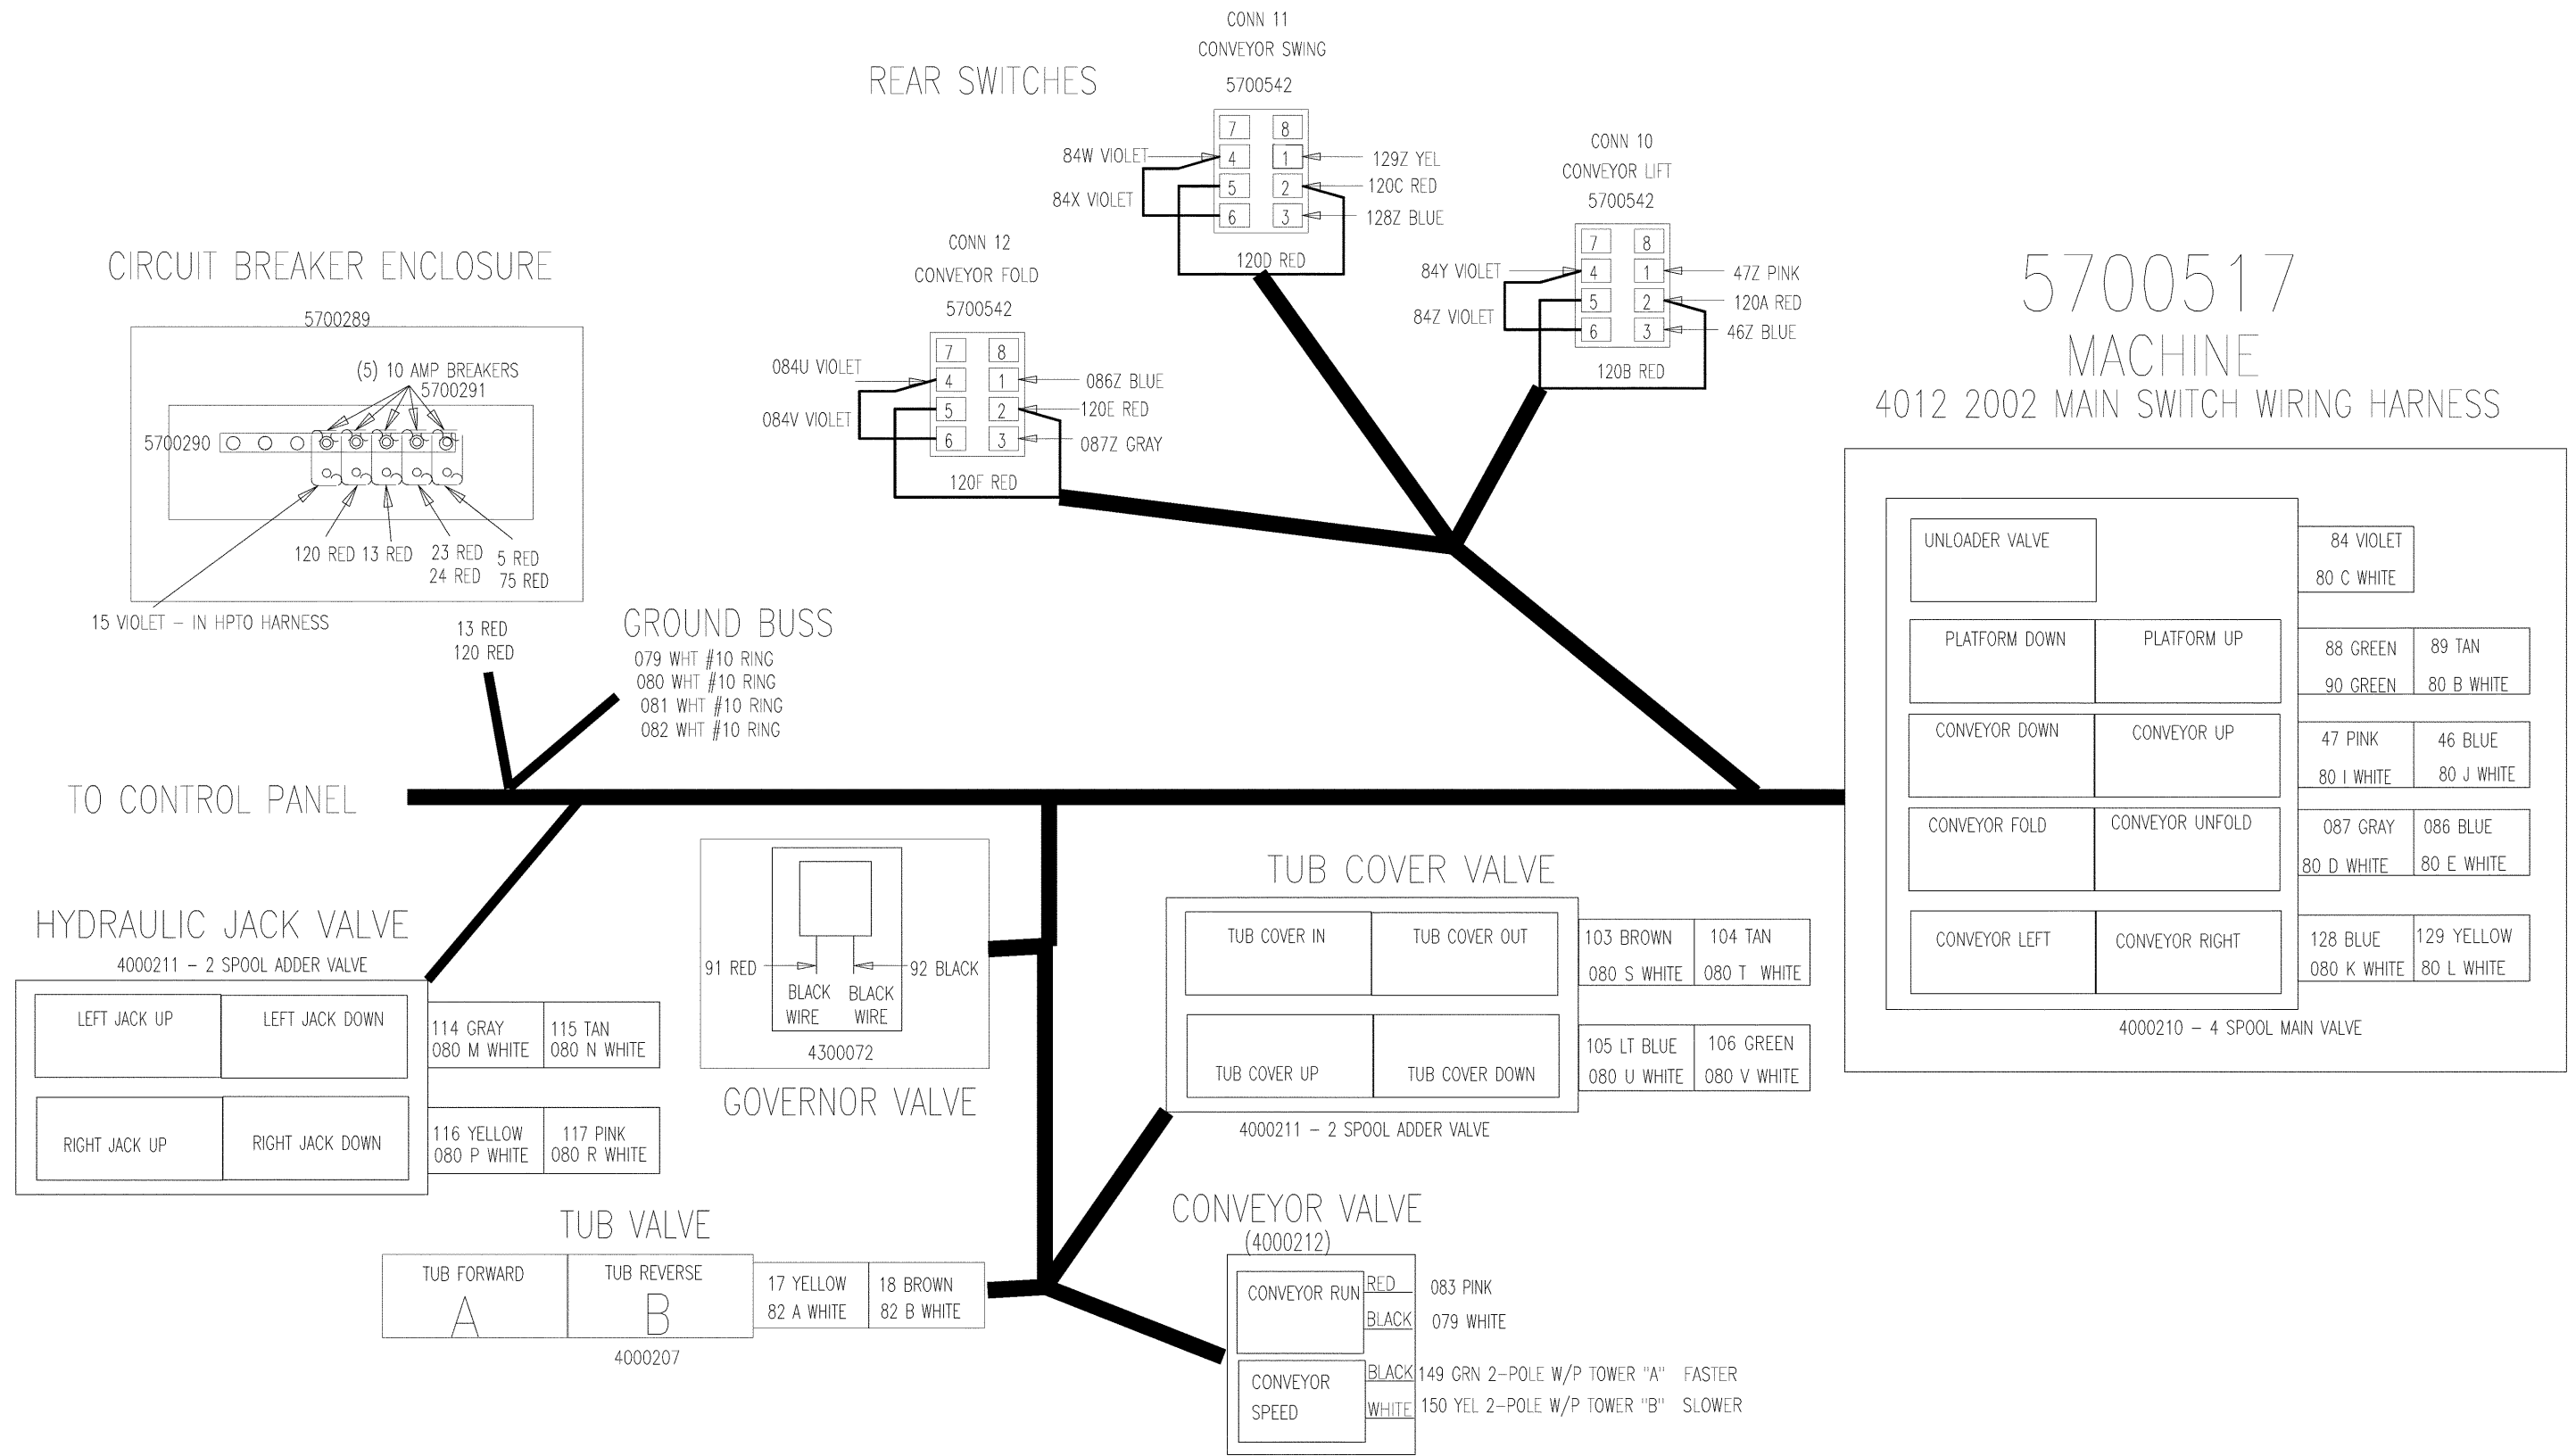 CONN 11
CONVEYOR SWING
5700542
REAR SWITCHES
7 8
84W VIOLET 4 1 129Z YEL
5 2 120C RED
84X VIOLET
6 3 128Z BLUE
120D RED
CONN 10
CONVEYOR LIFT
5700542
7 8
84Y VIOLET 4 1 47Z PINK
5 2 120A RED
84Z VIOLET
6 3 46Z BLUE
120B RED
CONN 12
CONVEYOR FOLD
5700542
7 8
084U VIOLET
4 1 086Z BLUE
5 2 120E RED
084V VIOLET
6 3 087Z GRAY
120F RED
CIRCUIT BREAKER ENCLOSURE
5700289
(5) 10 AMP BREAKERS
5700291
5700290
120 RED 13 RED 23 RED 5 RED
24 RED 75 RED
15 VIOLET – IN HPTO HARNESS
13 RED
120 RED
GROUND BUSS
079 WHT #10 RING
080 WHT #10 RING
081 WHT #10 RING
082 WHT #10 RING
5700517
MACHINE
4012 2002 MAIN SWITCH WIRING HARNESS
UNLOADER VALVE
84 VIOLET
80 C WHITE
PLATFORM DOWN PLATFORM UP
88 GREEN 89 TAN
90 GREEN 80 B WHITE
CONVEYOR DOWN CONVEYOR UP
47 PINK 46 BLUE
80 I WHITE 80 J WHITE
CONVEYOR FOLD CONVEYOR UNFOLD
087 GRAY 086 BLUE
80 D WHITE 80 E WHITE
CONVEYOR LEFT CONVEYOR RIGHT
128 BLUE 129 YELLOW
080 K WHITE 80 L WHITE
4000210 – 4 SPOOL MAIN VALVE
TO CONTROL PANEL
HYDRAULIC JACK VALVE
4000211 – 2 SPOOL ADDER VALVE
LEFT JACK UP LEFT JACK DOWN
114 GRAY 115 TAN
080 M WHITE 080 N WHITE
RIGHT JACK UP RIGHT JACK DOWN
116 YELLOW 117 PINK
080 P WHITE 080 R WHITE
91 RED 92 BLACK
BLACK BLACK
WIRE WIRE
4300072
GOVERNOR VALVE
TUB COVER VALVE
TUB COVER IN TUB COVER OUT
103 BROWN 104 TAN
080 S WHITE 080 T WHITE
TUB COVER UP TUB COVER DOWN
105 LT BLUE 106 GREEN
080 U WHITE 080 V WHITE
4000211 – 2 SPOOL ADDER VALVE
TUB VALVE
TUB FORWARD TUB REVERSE
A B
17 YELLOW 18 BROWN
82 A WHITE 82 B WHITE
4000207
CONVEYOR VALVE
(4000212)
CONVEYOR RUN
RED 083 PINK
BLACK 079 WHITE
CONVEYOR
SPEED
BLACK 149 GRN 2–POLE W/P TOWER "A" FASTER
WHITE 150 YEL 2–POLE W/P TOWER "B" SLOWER